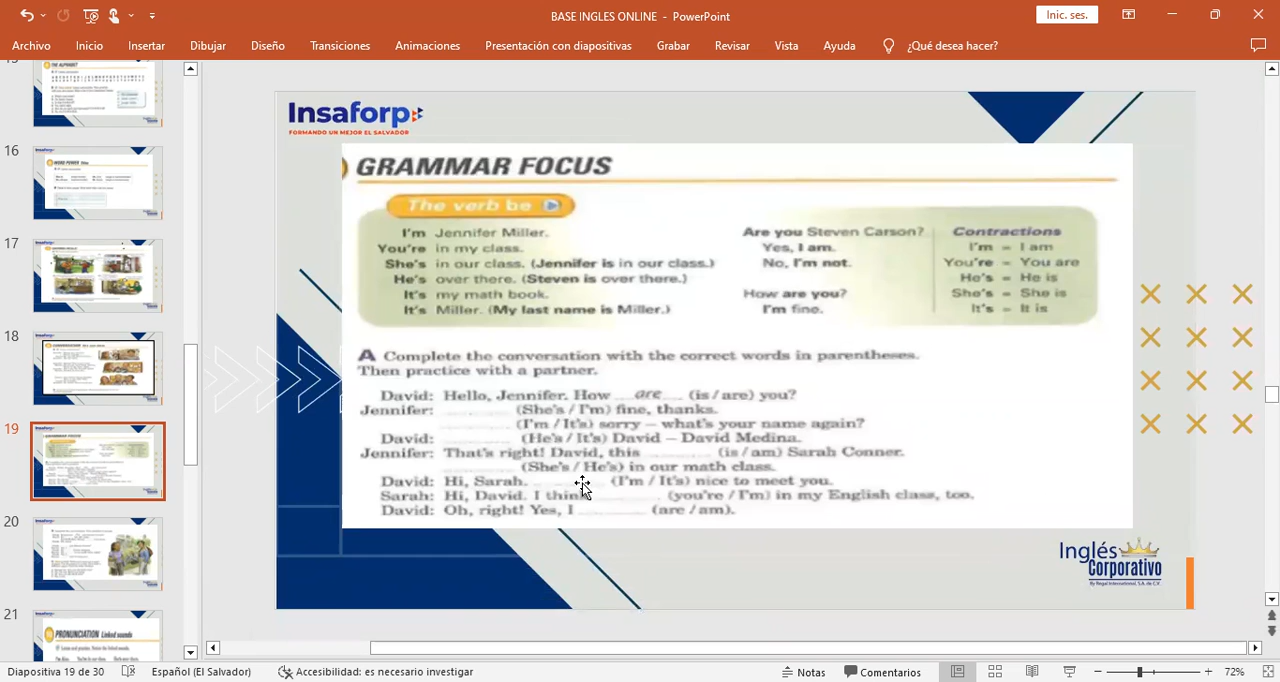 BASE INGLES ONLINE - PowerPoint
Inic. ses.
Archivo Inicio Insertar Dibujar Diseño Transiciones Animaciones Presentación con diapositivas Grabar Revisar Vista Ayuda ¿Qué desea hacer?
16
17
18
19
20
21
PRONUNCIATION Linked sounds
Insaforp
FORMANDO UN MEJOR EL SALVADOR
GRAMMAR FOCUS
The verb be
I'm Jennifer Miller.
You're in my class.
She's in our class. (Jennifer is in our class.)
He's over there. (Steven is over there.)
It's my math book.
It's Miller. (My last name is Miller.)
Are you Steven Carson?
Yes, I am.
No, I'm not.
How are you?
I'm fine.
Contractions
I'm = I am
You're = You are
He's = He is
She's = She is
It's = It is
A Complete the conversation with the correct words in parentheses.
Then practice with a partner.
David: Hello, Jennifer. How are (is / are) you?
Jennifer: (She's / I'm) fine, thanks.
(I'm / It's) sorry – what's your name again?
David: (He's / It's) David – David Medina.
Jennifer: That's right! David, this (is / am) Sarah Conner.
(She's / He's) in our math class.
David: Hi, Sarah. (I'm / It's) nice to meet you.
Sarah: Hi, David. I think (you're / I'm) in my English class, too.
David: Oh, right! Yes, I (are / am).
Inglés
Corporativo
By Regal International, S.A. de C.V.
Diapositiva 19 de 30 Español (El Salvador) Accesibilidad: es necesario investigar Notas Comentarios 72%